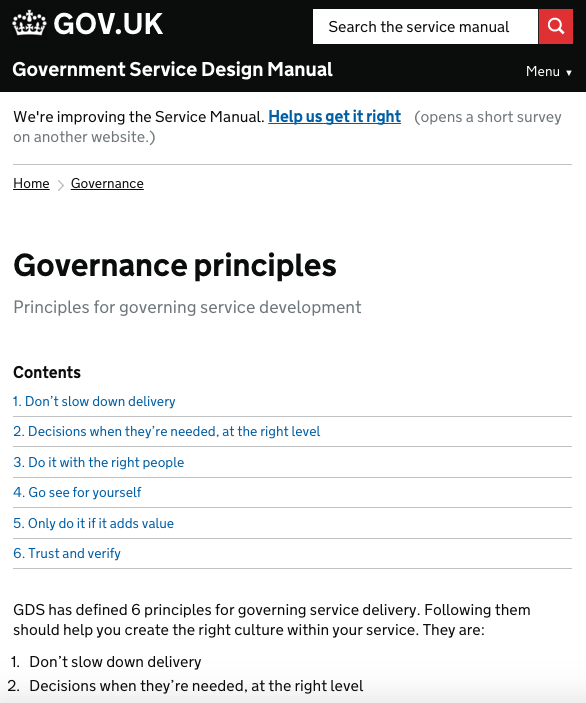 GOV.UK
Search the service manual
Government Service Design Manual
Menu ▼
We're improving the Service Manual. Help us get it right (opens a short survey
on another website.)
Home > Governance
Governance principles
Principles for governing service development
Contents
1. Don't slow down delivery
2. Decisions when they're needed, at the right level
3. Do it with the right people
4. Go see for yourself
5. Only do it if it adds value
6. Trust and verify
GDS has defined 6 principles for governing service delivery. Following them
should help you create the right culture within your service. They are:
1. Don't slow down delivery
2. Decisions when they're needed, at the right level